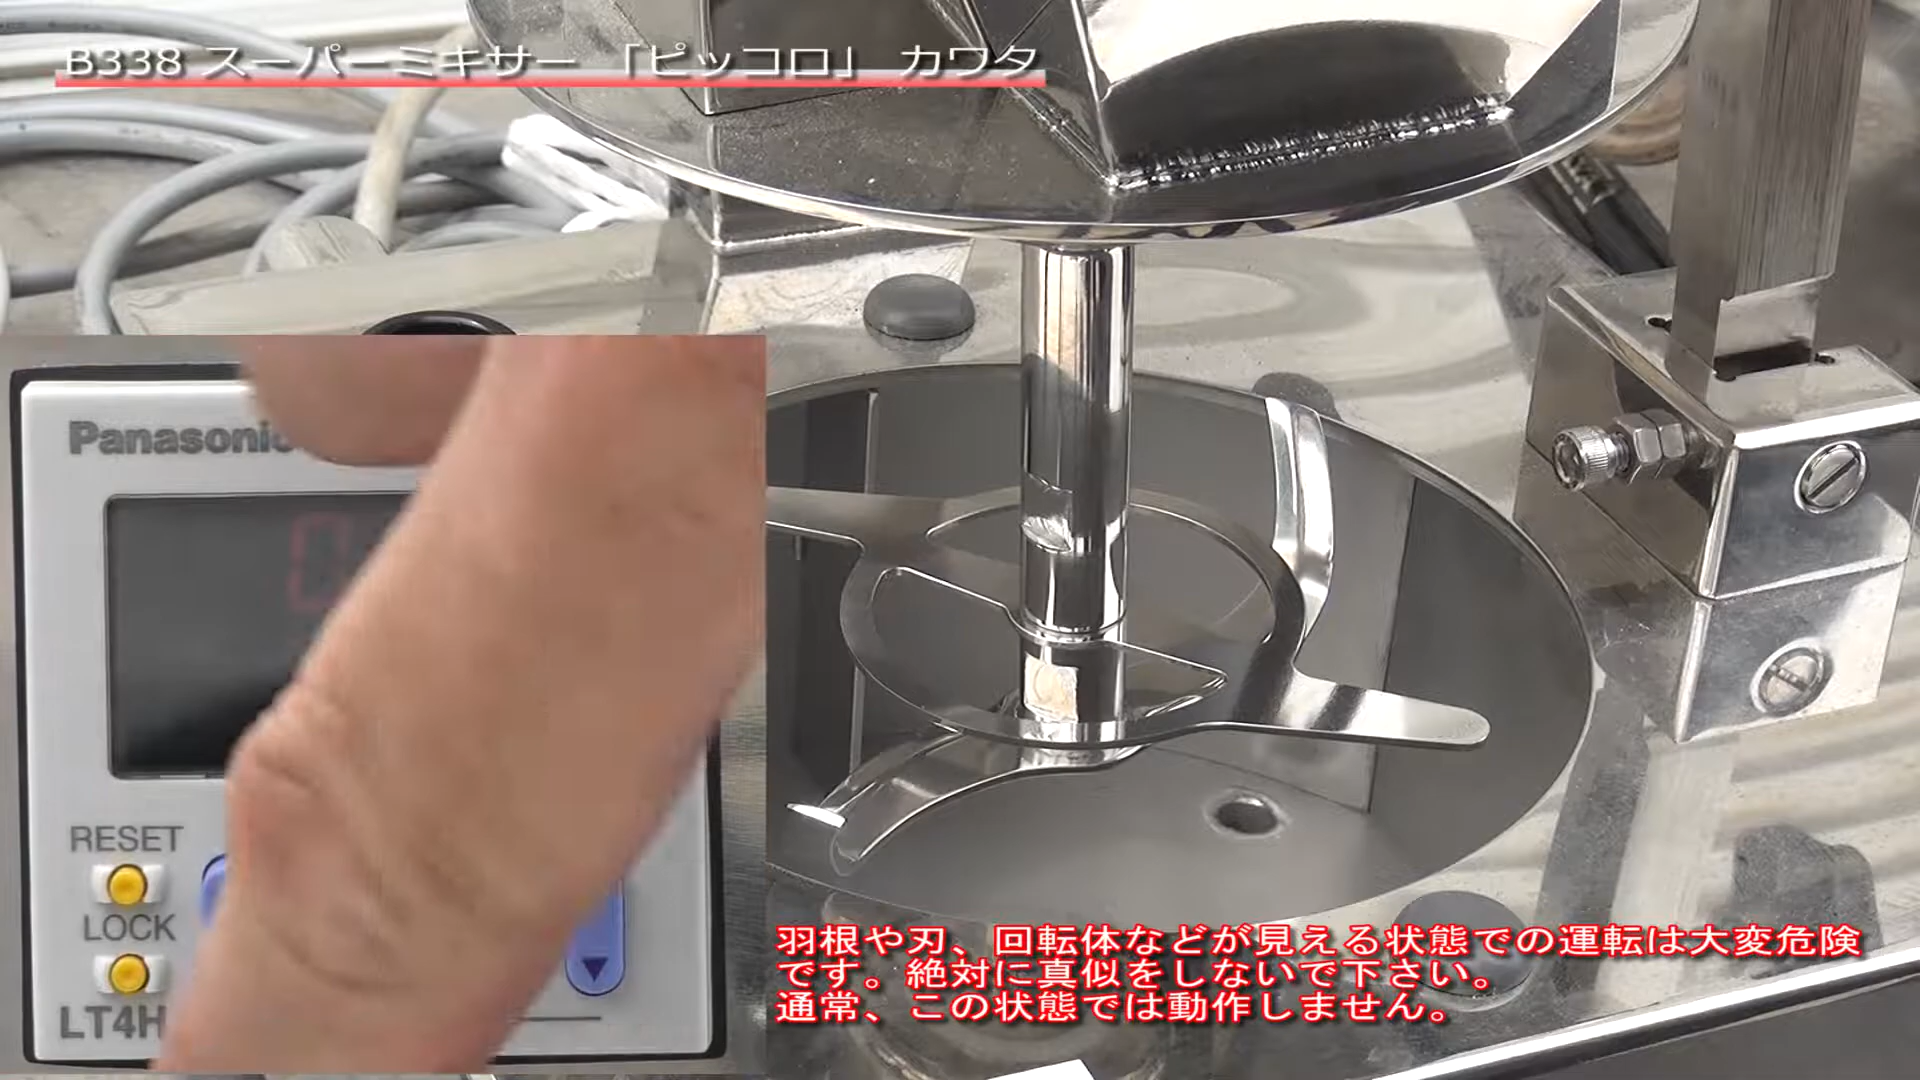 B338 スーパーミキサー 「ピッコロ」 カワタ
Panasonic
RESET
LOCK
LT4H
羽根や刃、回転体などが見える状態での運転は大変危険
です。絶対に真似をしないで下さい。
通常、この状態では動作しません。